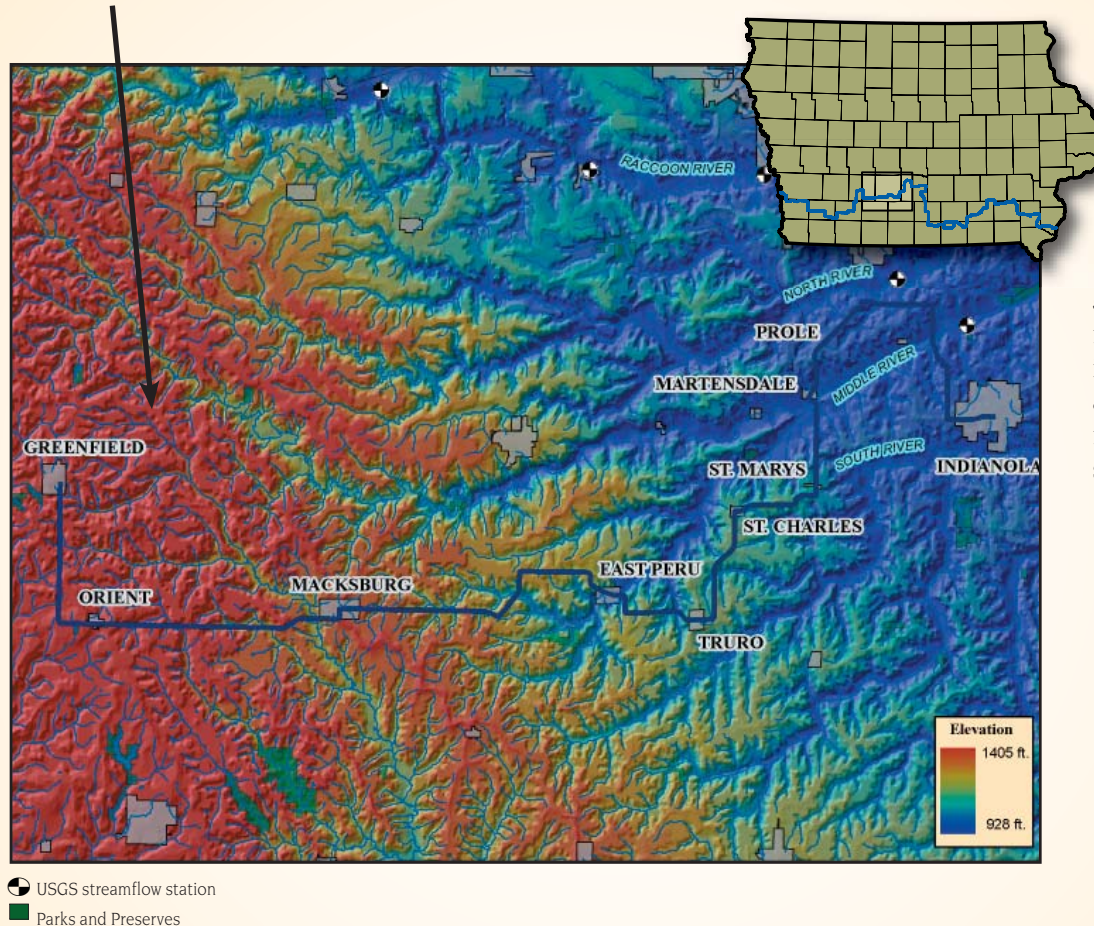 RACCOON RIVER
NORTH RIVER
PROLE
MARTENSDALE
MIDDLE RIVER
GREENFIELD
ST. MARYS
SOUTH RIVER
INDIANOLA
ST. CHARLES
EAST PERU
MACKSBURG
ORIENT
TRURO
Elevation
1405 ft.
928 ft.
USGS streamflow station
Parks and Preserves